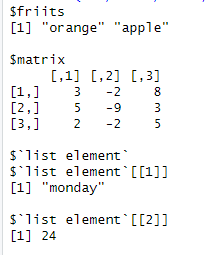 $friits
[1] "orange" "apple"
$matrix
[,1] [,2] [,3]
[1,] 3 -2 8
[2,] 5 -9 3
[3,] 2 -2 5
$`list element`
$`list element`[[1]]
[1] "monday"
$`list element`[[2]]
[1] 24